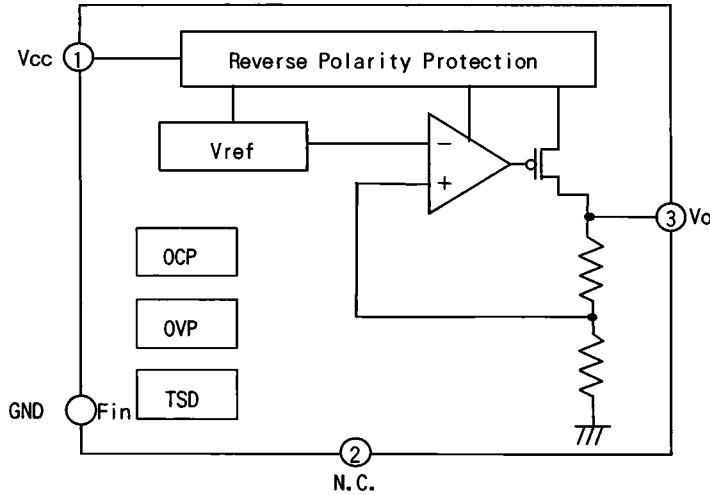 Vcc
1
Reverse Polarity Protection
Vref
−
+
3
Vo
OCP
OVP
TSD
GND
Fin
2
N.C.